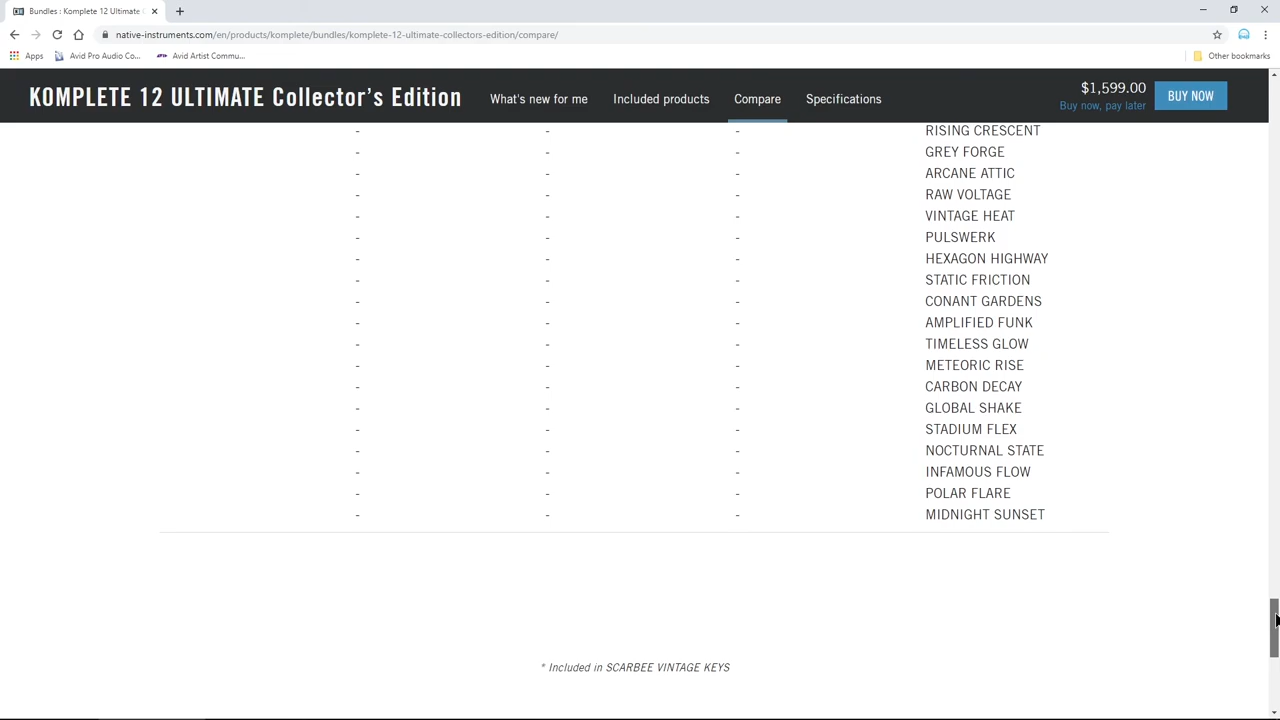 Bundles : Komplete 12 Ultimate
native-instruments.com/en/products/komplete/bundles/komplete-12-ultimate-collectors-edition/compare/
Apps Avid Pro Audio Co... Avid Artist Commu... Other bookmarks
KOMPLETE 12 ULTIMATE Collector's Edition What's new for me Included products Compare Specifications $1,599.00 BUY NOW
Buy now, pay later
- - - RISING CRESCENT
- - - GREY FORGE
- - - ARCANE ATTIC
- - - RAW VOLTAGE
- - - VINTAGE HEAT
- - - PULSWERK
- - - HEXAGON HIGHWAY
- - - STATIC FRICTION
- - - CONANT GARDENS
- - - AMPLIFIED FUNK
- - - TIMELESS GLOW
- - - METEORIC RISE
- - - CARBON DECAY
- - - GLOBAL SHAKE
- - - STADIUM FLEX
- - - NOCTURNAL STATE
- - - INFAMOUS FLOW
- - - POLAR FLARE
- - - MIDNIGHT SUNSET
* Included in SCARBEE VINTAGE KEYS